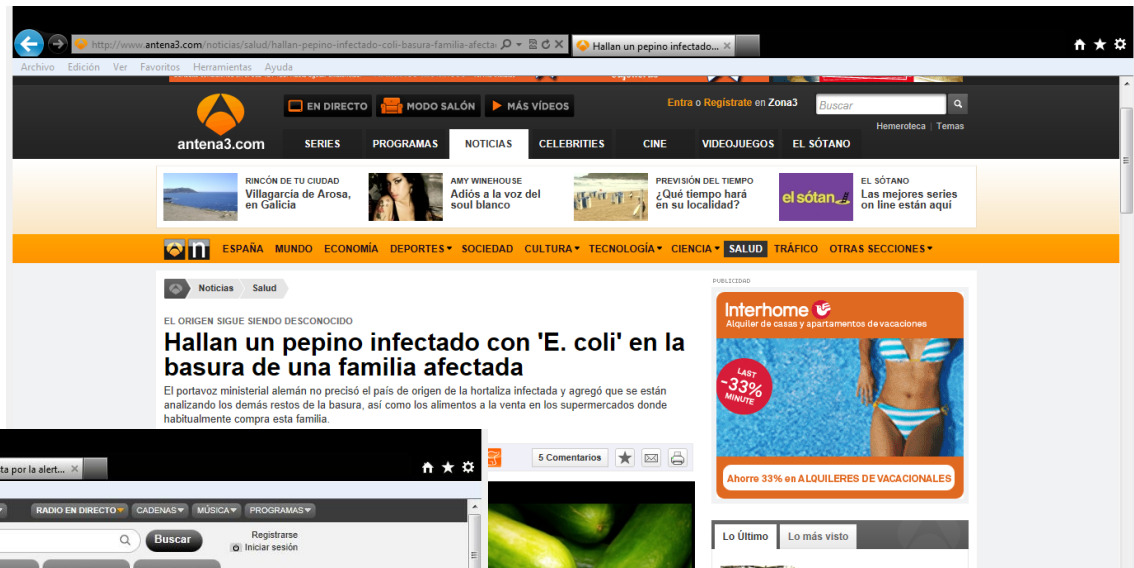 http://www.antena3.com/noticias/salud/hallan-pepino-infectado-coli-basura-familia-afecta
Hallan un pepino infectado...
Archivo Edición Ver Favoritos Herramientas Ayuda
EN DIRECTO MODO SALÓN MÁS VÍDEOS
Entra o Regístrate en Zona3
Buscar
Hemeroteca | Temas
antena3.com
SERIES PROGRAMAS NOTICIAS CELEBRITIES CINE VIDEOJUEGOS EL SÓTANO
RINCÓN DE TU CIUDAD
Villagarcia de Arosa,
en Galicia
AMY WINEHOUSE
Adiós a la voz del
soul blanco
PREVISIÓN DEL TIEMPO
¿Qué tiempo hará
en su localidad?
el sótan
EL SÓTANO
Las mejores series
on line están aquí
n ESPAÑA MUNDO ECONOMÍA DEPORTES SOCIEDAD CULTURA TECNOLOGÍA CIENCIA SALUD TRÁFICO OTRAS SECCIONES
Noticias Salud
EL ORIGEN SIGUE SIENDO DESCONOCIDO
Hallan un pepino infectado con 'E. coli' en la
basura de una familia afectada
El portavoz ministerial alemán no precisó el país de origen de la hortaliza infectada y agregó que se están
analizando los demás restos de la basura, así como los alimentos a la venta en los supermercados donde
habitualmente compra esta familia.
5 Comentarios
PUBLICIDAD
Interhome
Alquiler de casas y apartamentos de vacaciones
LAST
-33%
MINUTE
Ahorre 33% en ALQUILERES DE VACACIONALES
Lo Último Lo más visto
ta por la alert...
RADIO EN DIRECTO CADENAS MÚSICA PROGRAMAS
Buscar
Registrarse
Iniciar sesión